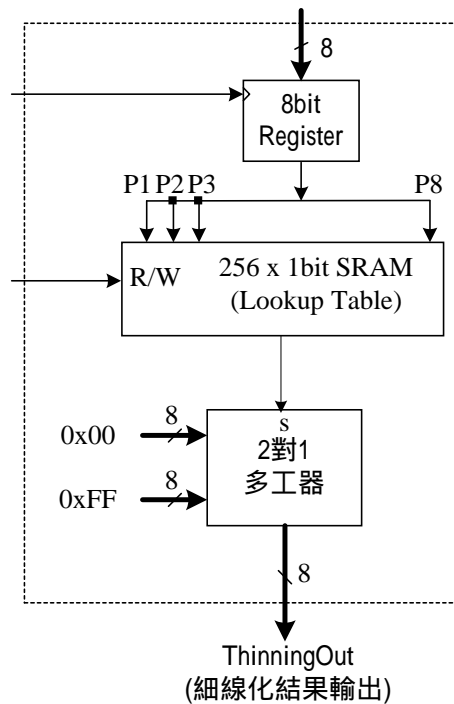 8
8bit
Register
P1 P2 P3 P8
R/W 256 x 1bit SRAM
(Lookup Table)
s
2對1
多工器
0x00 8
0xFF 8
8
ThinningOut
(細線化結果輸出)